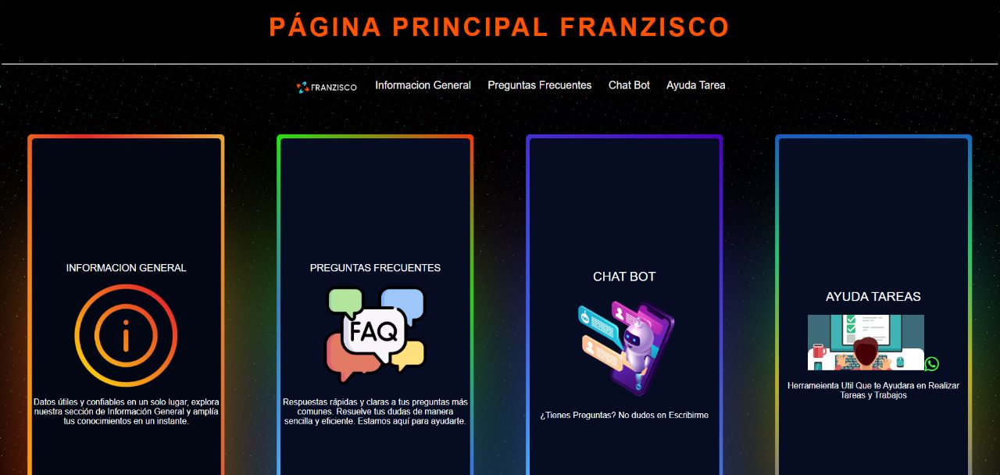 PÁGINA PRINCIPAL FRANZISCO
FRANZISCO Informacion General Preguntas Frecuentes Chat Bot Ayuda Tarea
INFORMACION GENERAL
i
Datos útiles y confiables en un solo lugar, explora
nuestra sección de Información General y amplía
tus conocimientos en un instante.
PREGUNTAS FRECUENTES
FAQ
Respuestas rápidas y claras a tus preguntas más
comunes. Resuelve tus dudas de manera
sencilla y eficiente. Estamos aquí para ayudarte.
CHAT BOT
¿Tienes Preguntas? No dudes en Escribirme
AYUDA TAREAS
Herrameienta Util Que te Ayudara en Realizar
Tareas y Trabajos